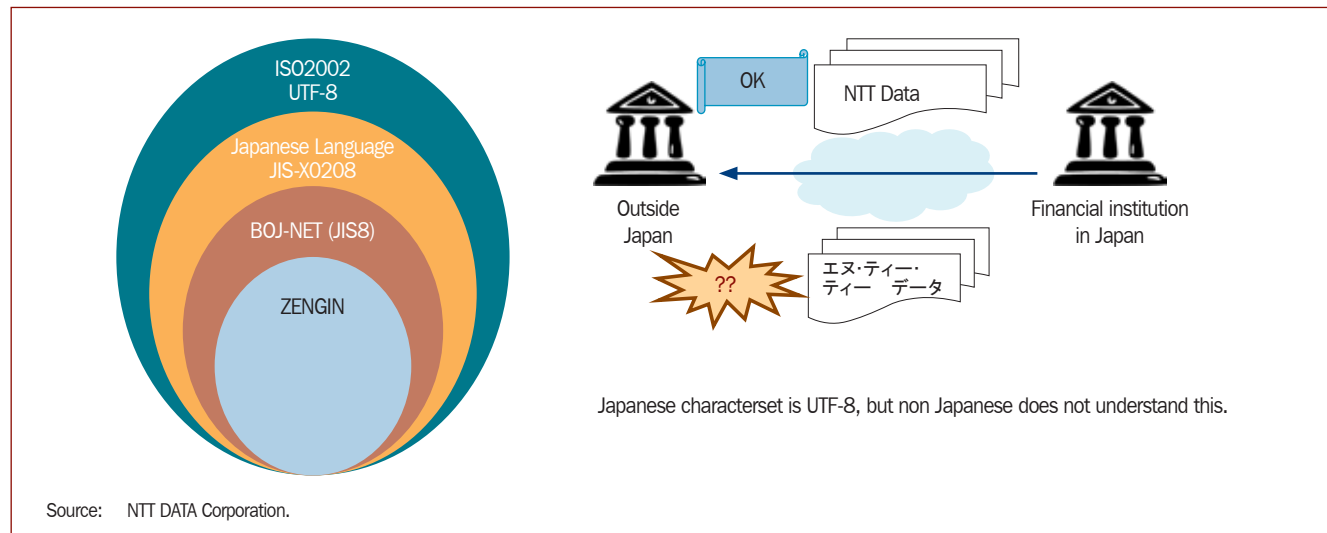 ISO2002
UTF-8
Japanese Language
JIS-X0208
BOJ-NET (JIS8)
ZENGIN
OK
NTT Data
Outside
Japan
Financial institution
in Japan
??
エヌ・ティー・
ティー　データ
Japanese characterset is UTF-8, but non Japanese does not understand this.
Source: NTT DATA Corporation.